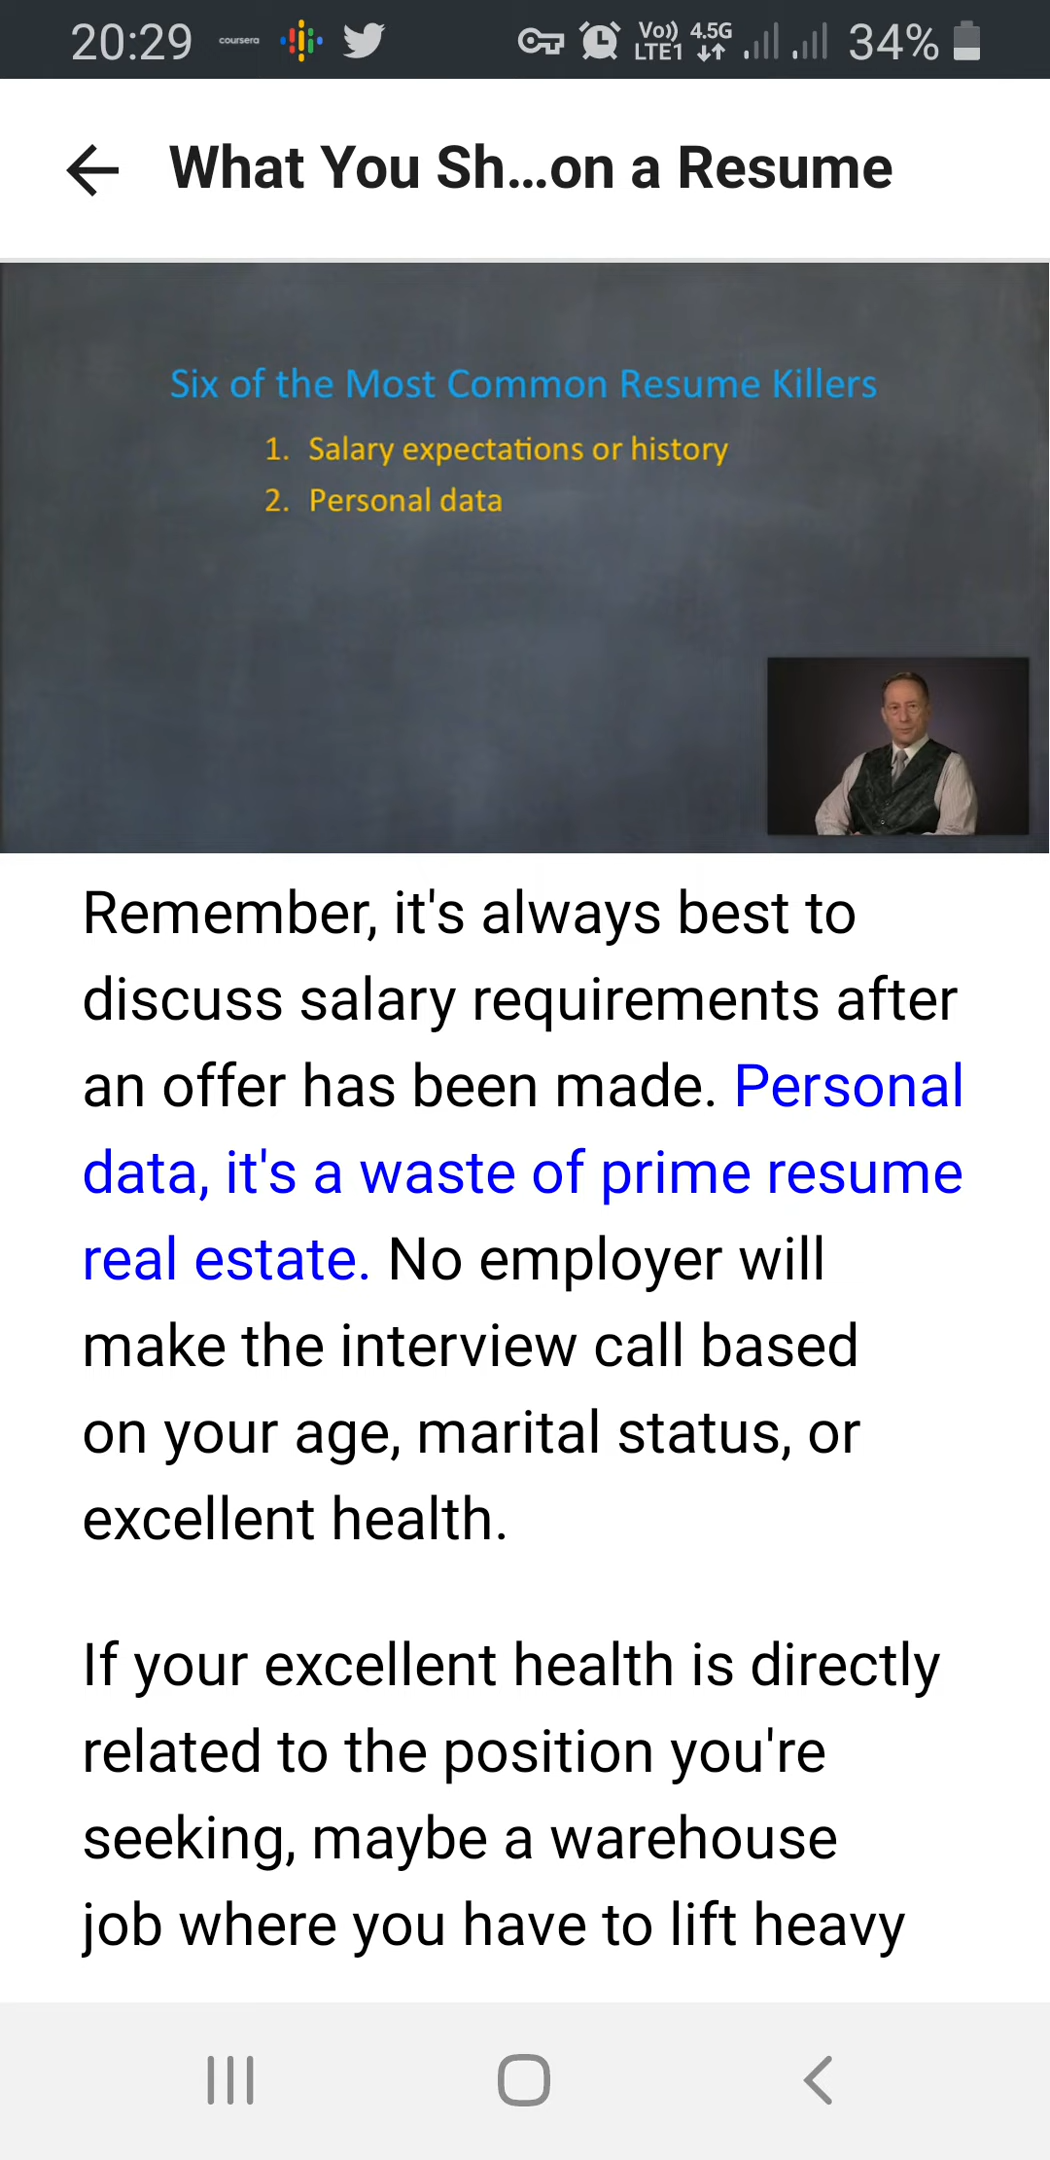 20:29 coursera Vo)) 4.5G LTE1 34%
What You Sh...on a Resume
Six of the Most Common Resume Killers
1. Salary expectations or history
2. Personal data
Remember, it's always best to
discuss salary requirements after
an offer has been made. Personal
data, it's a waste of prime resume
real estate. No employer will
make the interview call based
on your age, marital status, or
excellent health.
If your excellent health is directly
related to the position you're
seeking, maybe a warehouse
job where you have to lift heavy